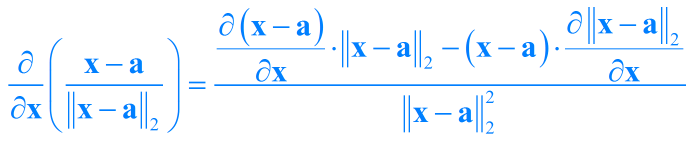 ∂/∂𝐱 ( (𝐱 − 𝐚) / ‖𝐱 − 𝐚‖₂ ) = ( ∂(𝐱 − 𝐚)/∂𝐱 · ‖𝐱 − 𝐚‖₂ − (𝐱 − 𝐚) · ∂‖𝐱 − 𝐚‖₂/∂𝐱 ) / ‖𝐱 − 𝐚‖₂²